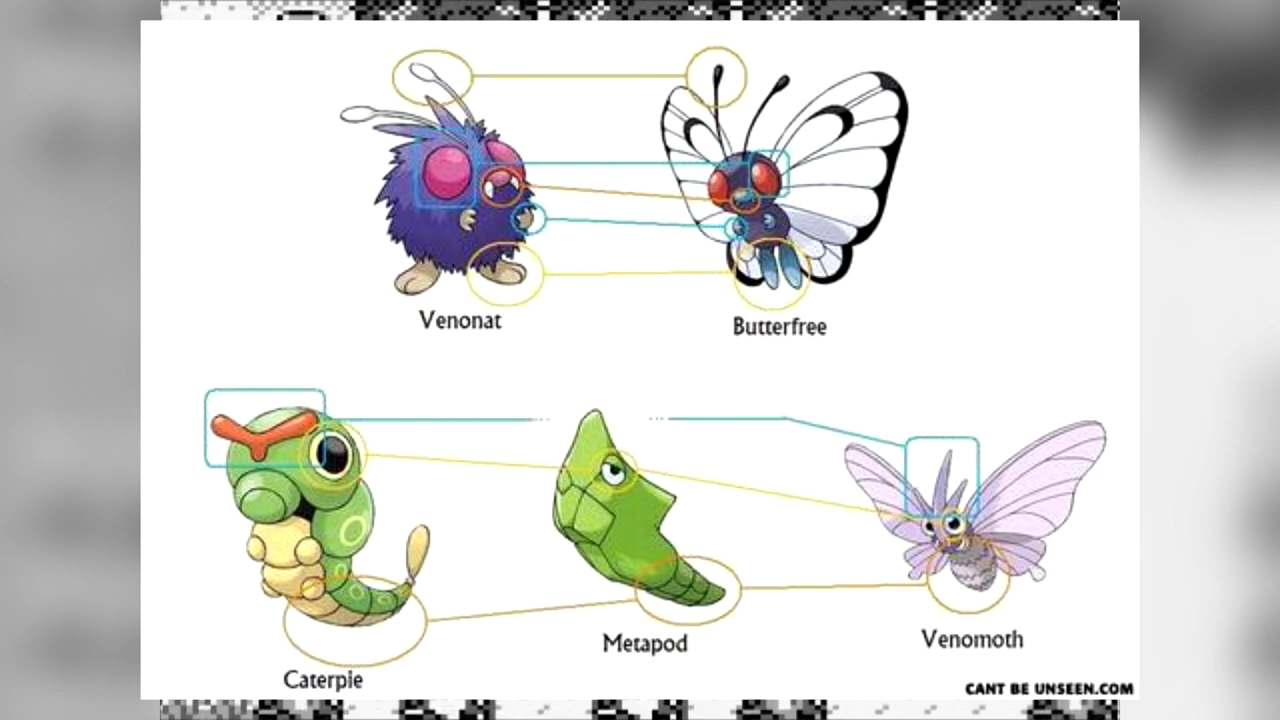 Venonat
Butterfree
Caterpie
Metapod
Venomoth
CANT BE UNSEEN.COM